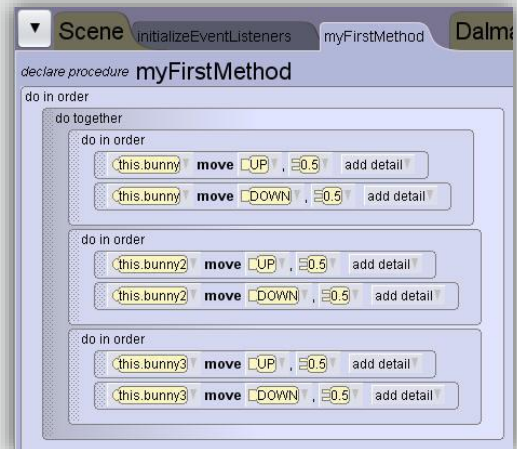 Scene initializeEventListeners myFirstMethod Dalma
declare procedure myFirstMethod
do in order
do together
do in order
this.bunny move UP , 0.5 add detail
this.bunny move DOWN , 0.5 add detail
do in order
this.bunny2 move UP , 0.5 add detail
this.bunny2 move DOWN , 0.5 add detail
do in order
this.bunny3 move UP , 0.5 add detail
this.bunny3 move DOWN , 0.5 add detail